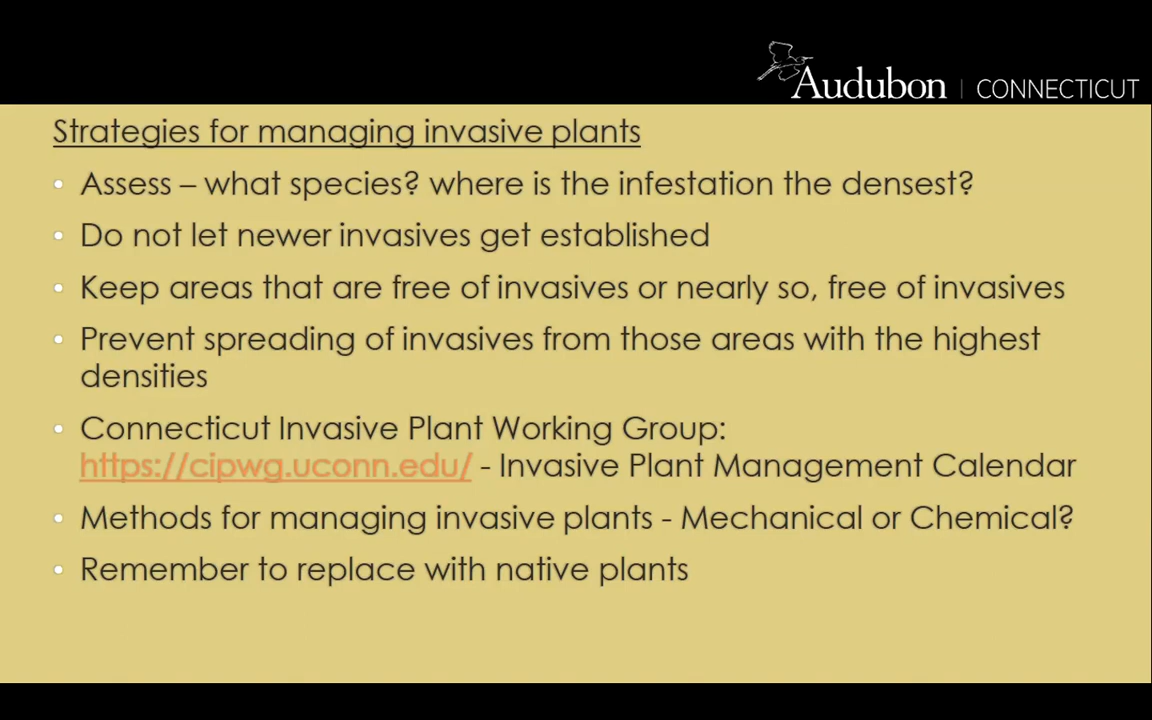 Audubon | CONNECTICUT
Strategies for managing invasive plants
• Assess – what species? where is the infestation the densest?
• Do not let newer invasives get established
• Keep areas that are free of invasives or nearly so, free of invasives
• Prevent spreading of invasives from those areas with the highest
densities
• Connecticut Invasive Plant Working Group:
https://cipwg.uconn.edu/ - Invasive Plant Management Calendar
• Methods for managing invasive plants - Mechanical or Chemical?
• Remember to replace with native plants